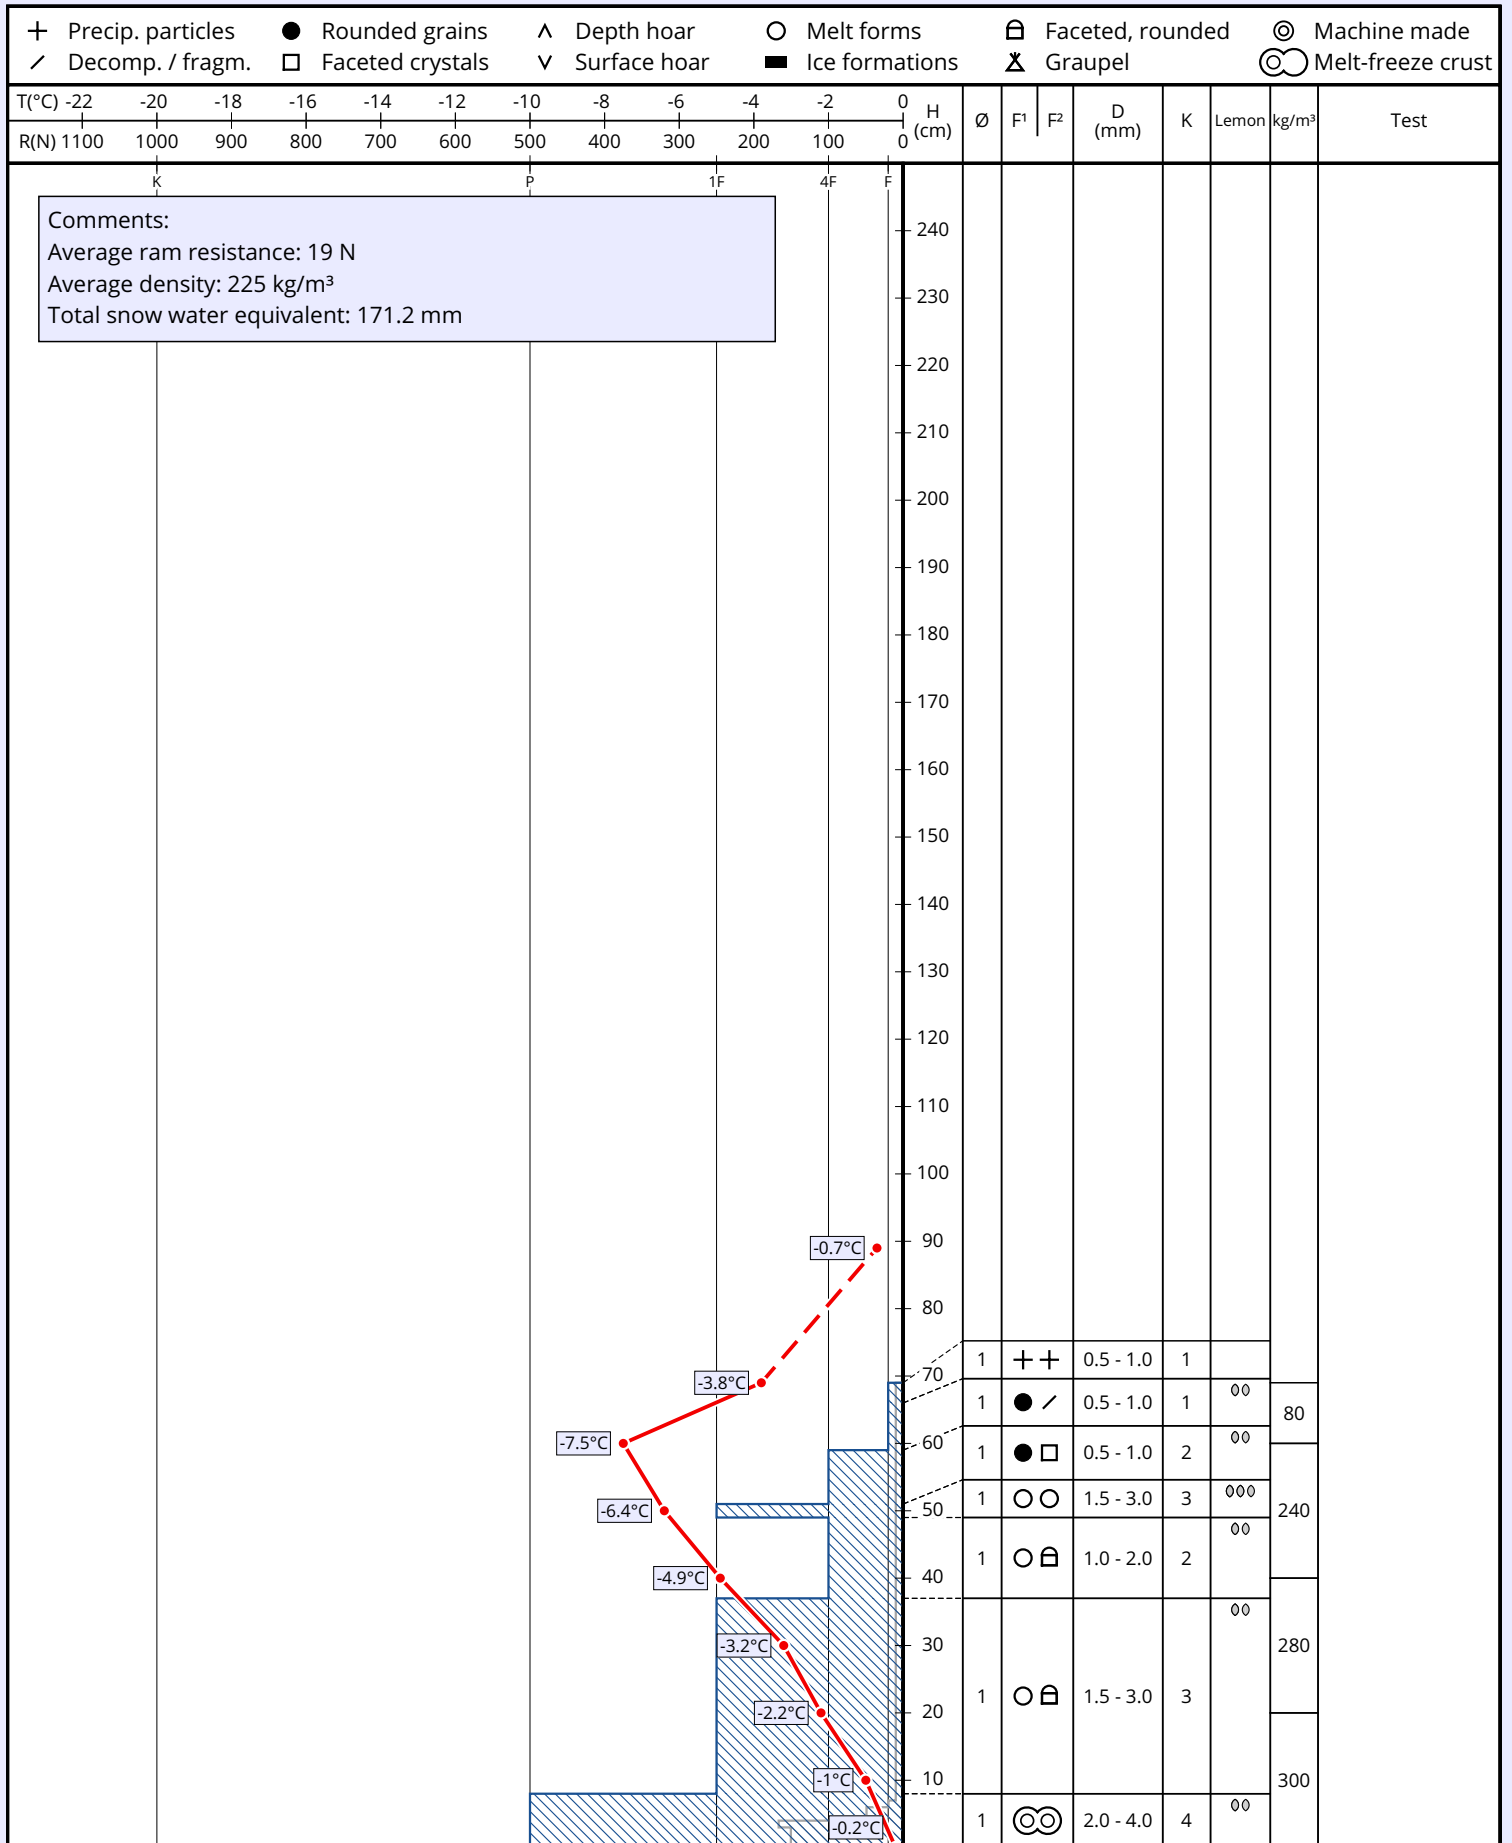 Precip. particles Rounded grains Depth hoar Melt forms Faceted, rounded Machine made
Decomp. / fragm. Faceted crystals Surface hoar Ice formations Graupel Melt-freeze crust
T(°C) -22 -20 -18 -16 -14 -12 -10 -8 -6 -4 -2 0
R(N) 1100 1000 900 800 700 600 500 400 300 200 100 0
H (cm) Ø F¹ F² D (mm) K Lemon kg/m³ Test
K P 1F 4F F
Comments:
Average ram resistance: 19 N
Average density: 225 kg/m³
Total snow water equivalent: 171.2 mm
240
230
220
210
200
190
180
170
160
150
140
130
120
110
100
90
-0.7°C
80
1 0.5 - 1.0 1
70
-3.8°C
1 0.5 - 1.0 1
80
60
-7.5°C
1 0.5 - 1.0 2
1 1.5 - 3.0 3
-6.4°C 50 240
1 1.0 - 2.0 2
-4.9°C 40
-3.2°C 30 280
1 1.5 - 3.0 3
-2.2°C 20
-1°C 10 300
1 2.0 - 4.0 4
-0.2°C